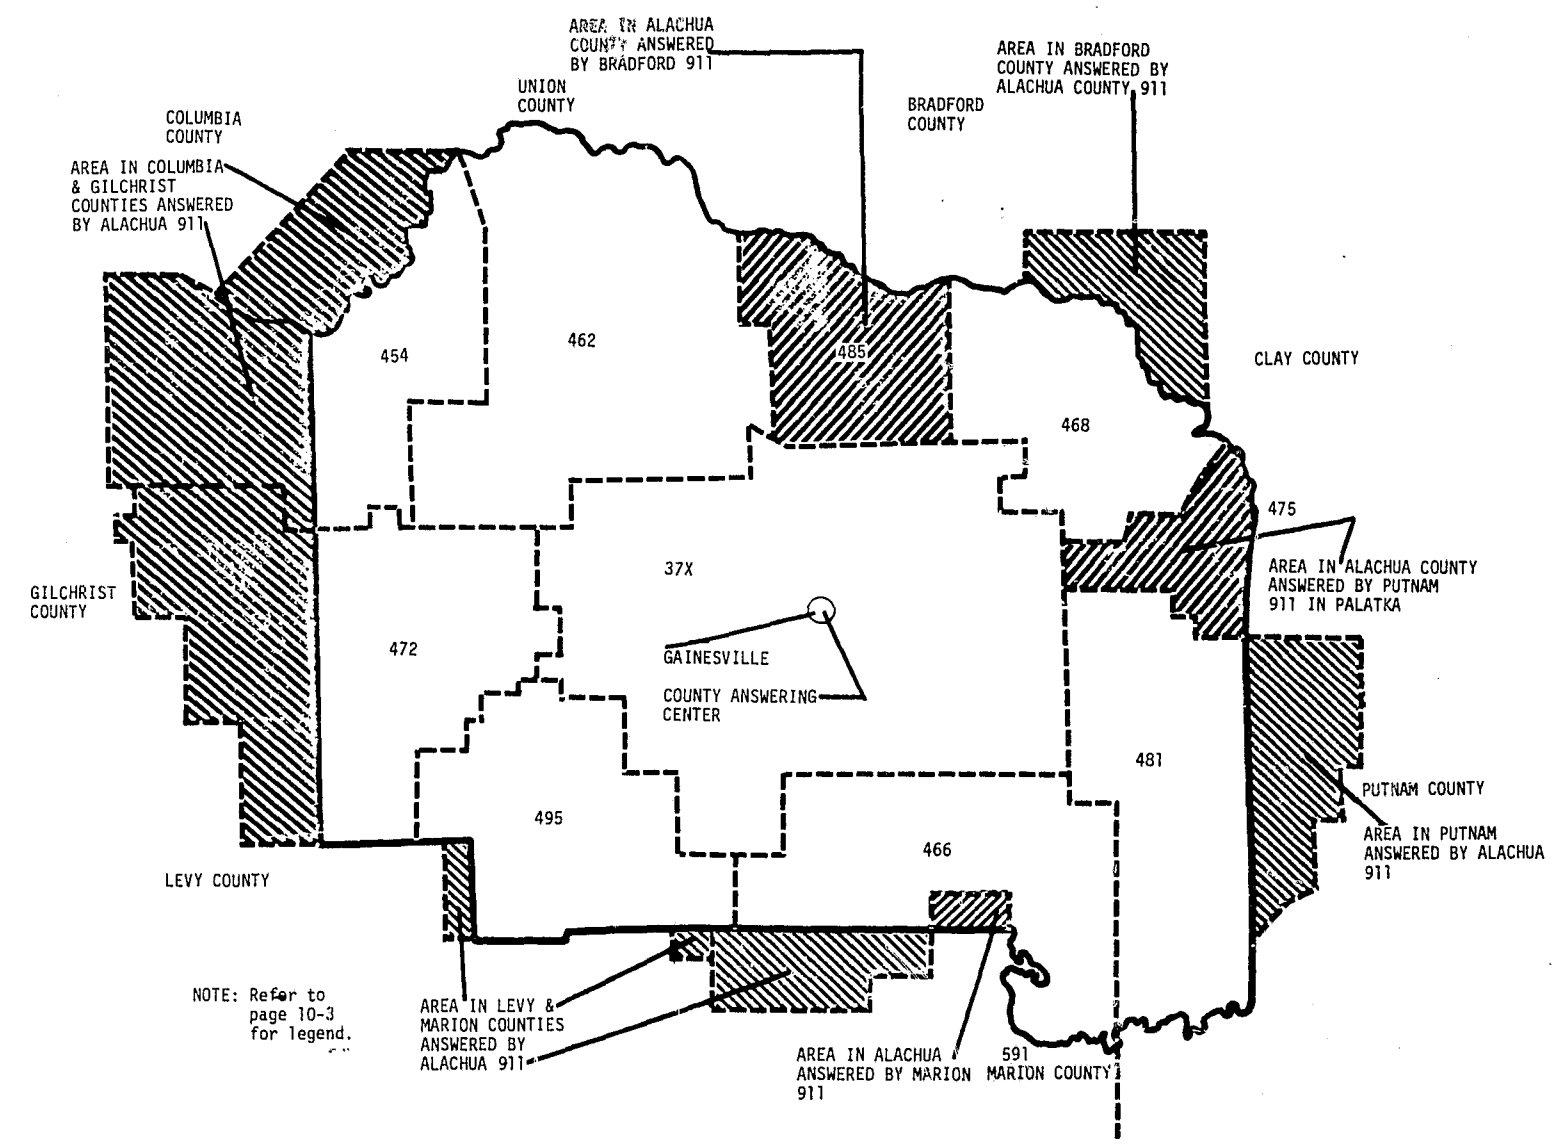 AREA IN ALACHUA
COUNTY ANSWERED
BY BRADFORD 911
AREA IN BRADFORD
COUNTY ANSWERED BY
ALACHUA COUNTY 911
UNION
COUNTY
BRADFORD
COUNTY
COLUMBIA
COUNTY
AREA IN COLUMBIA
& GILCHRIST
COUNTIES ANSWERED
BY ALACHUA 911
454
462
485
CLAY COUNTY
468
475
37X
AREA IN ALACHUA COUNTY
ANSWERED BY PUTNAM
911 IN PALATKA
GILCHRIST
COUNTY
472
GAINESVILLE
COUNTY ANSWERING
CENTER
481
PUTNAM COUNTY
495
466
AREA IN PUTNAM
ANSWERED BY ALACHUA
911
LEVY COUNTY
NOTE: Refer to
page 10-3
for legend.
AREA IN LEVY &
MARION COUNTIES
ANSWERED BY
ALACHUA 911
AREA IN ALACHUA
ANSWERED BY MARION
911
591
MARION COUNTY